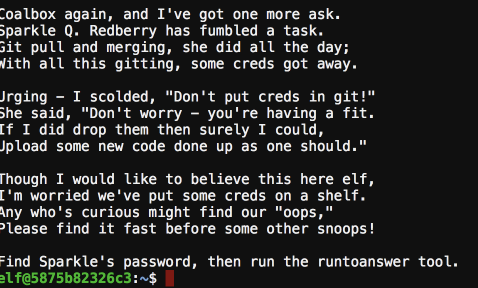 Coalbox again, and I've got one more ask.
Sparkle Q. Redberry has fumbled a task.
Git pull and merging, she did all the day;
With all this gitting, some creds got away.
Urging - I scolded, "Don't put creds in git!"
She said, "Don't worry - you're having a fit.
If I did drop them then surely I could,
Upload some new code done up as one should."
Though I would like to believe this here elf,
I'm worried we've put some creds on a shelf.
Any who's curious might find our "oops,"
Please find it fast before some other snoops!
Find Sparkle's password, then run the runtoanswer tool.
elf@5875b82326c3:~$